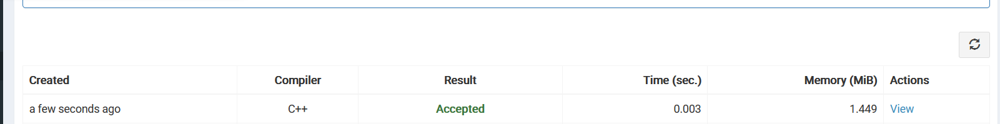 Created Compiler Result Time (sec.) Memory (MiB) Actions
a few seconds ago C++ Accepted 0.003 1.449 View